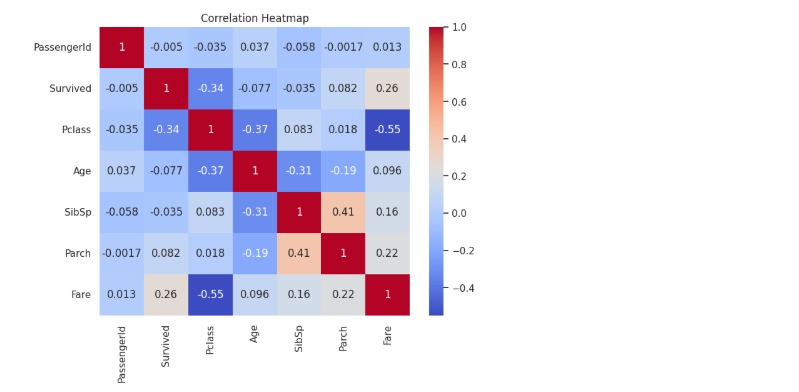 Correlation Heatmap
PassengerId 1 -0.005 -0.035 0.037 -0.058 -0.0017 0.013
Survived -0.005 1 -0.34 -0.077 -0.035 0.082 0.26
Pclass -0.035 -0.34 1 -0.37 0.083 0.018 -0.55
Age 0.037 -0.077 -0.37 1 -0.31 -0.19 0.096
SibSp -0.058 -0.035 0.083 -0.31 1 0.41 0.16
Parch -0.0017 0.082 0.018 -0.19 0.41 1 0.22
Fare 0.013 0.26 -0.55 0.096 0.16 0.22 1
PassengerId
Survived
Pclass
Age
SibSp
Parch
Fare
1.0
0.8
0.6
0.4
0.2
0.0
−0.2
−0.4